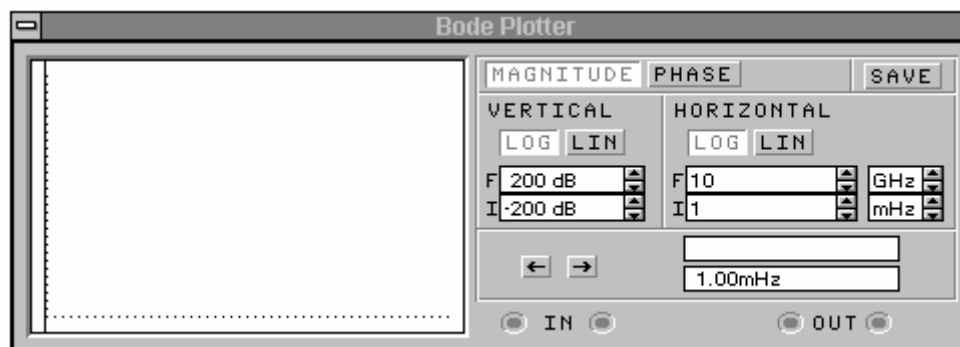 Bode Plotter
MAGNITUDE PHASE SAVE
VERTICAL HORIZONTAL
LOG LIN LOG LIN
F 200 dB F 10 GHz
I -200 dB I 1 mHz
1.00mHz
IN OUT